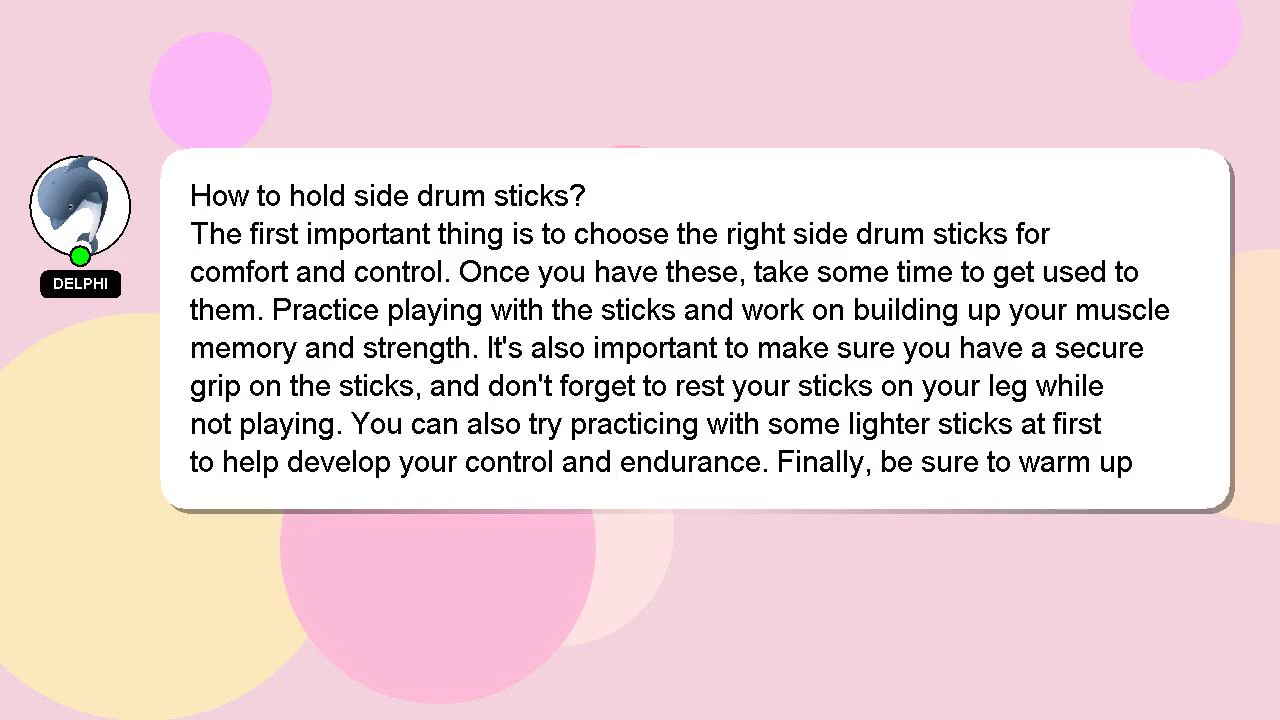 DELPHI
How to hold side drum sticks?
The first important thing is to choose the right side drum sticks for
comfort and control. Once you have these, take some time to get used to
them. Practice playing with the sticks and work on building up your muscle
memory and strength. It's also important to make sure you have a secure
grip on the sticks, and don't forget to rest your sticks on your leg while
not playing. You can also try practicing with some lighter sticks at first
to help develop your control and endurance. Finally, be sure to warm up